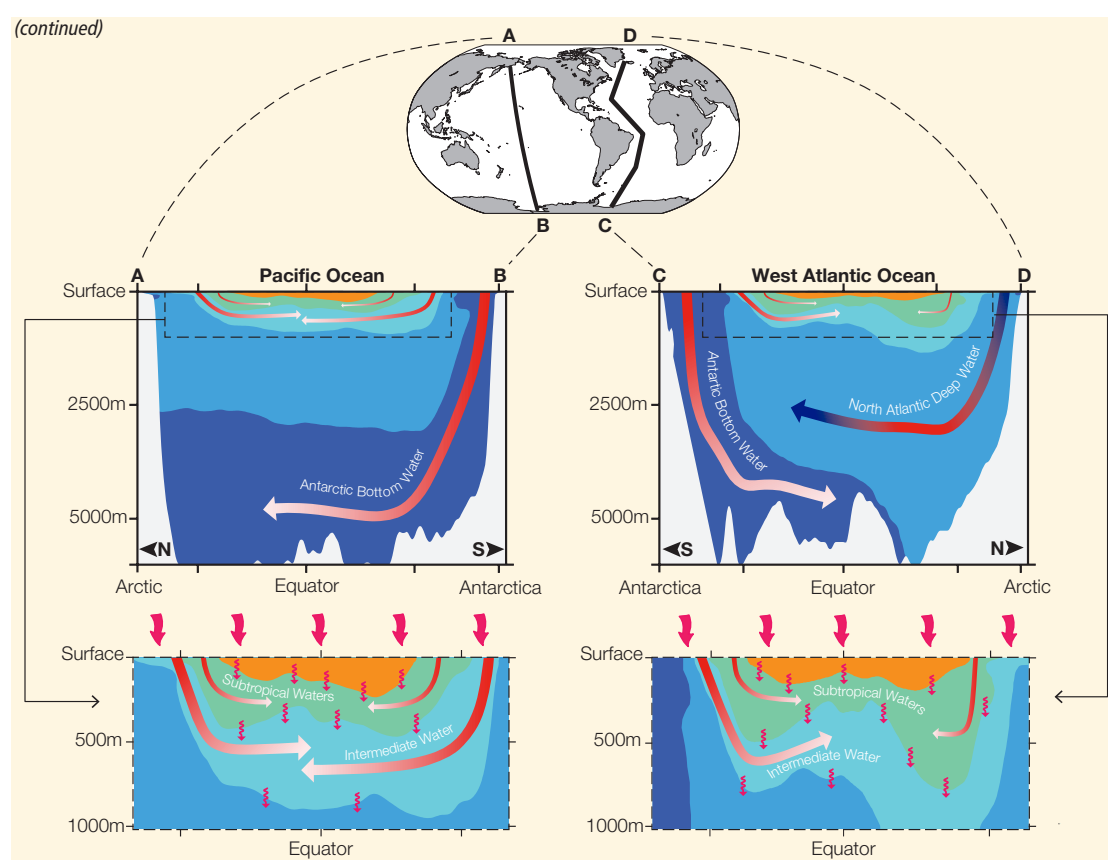 (continued)
A
D
B
C
A
Pacific Ocean
B
C
West Atlantic Ocean
D
Surface
2500m
5000m
Antarctic Bottom Water
N
S
Arctic
Equator
Antarctica
Surface
2500m
5000m
Antartic Bottom Water
North Atlantic Deep Water
S
N
Antarctica
Equator
Arctic
Surface
500m
1000m
Subtropical Waters
Intermediate Water
Equator
Surface
500m
1000m
Subtropical Waters
Intermediate Water
Equator